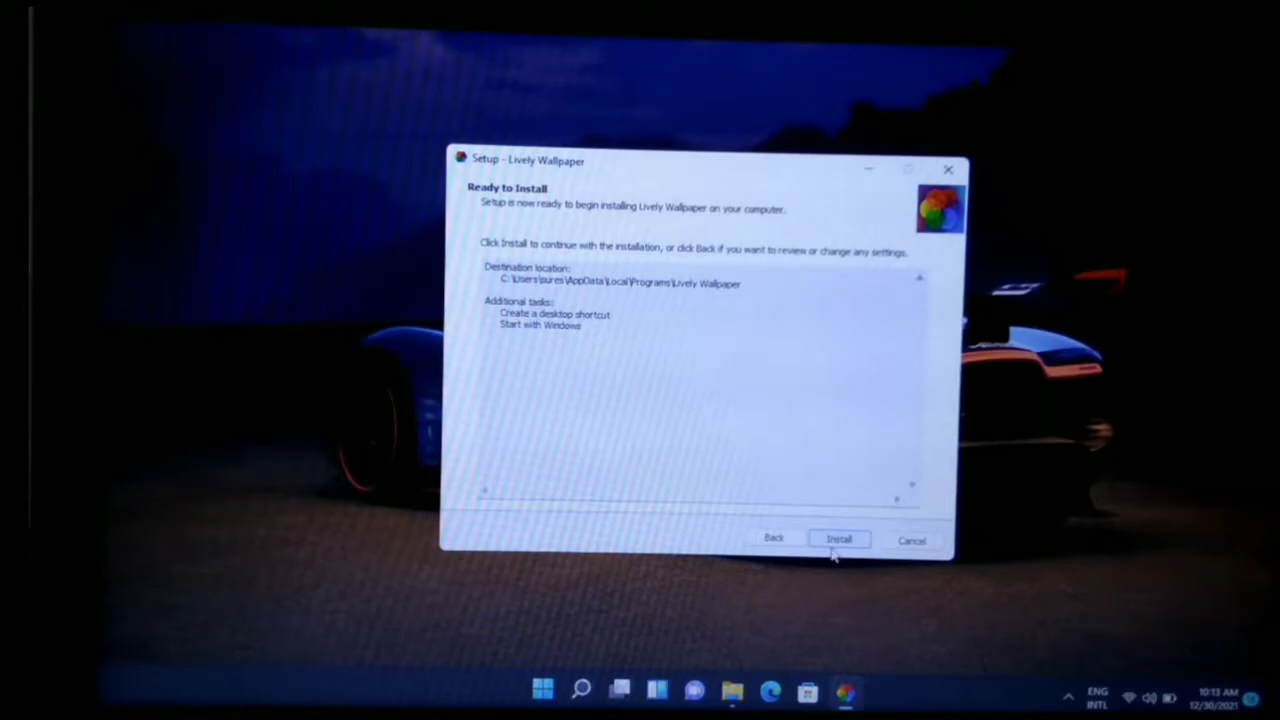 Setup - Lively Wallpaper
Ready to Install
Setup is now ready to begin installing Lively Wallpaper on your computer.
Click Install to continue with the installation, or click Back if you want to review or change any settings.
Destination location:
C:\Users\pures\AppData\Local\Programs\Lively Wallpaper
Additional tasks:
Create a desktop shortcut
Start with Windows
Back
Install
Cancel
ENG
INTL
10:13 AM
12/30/2021